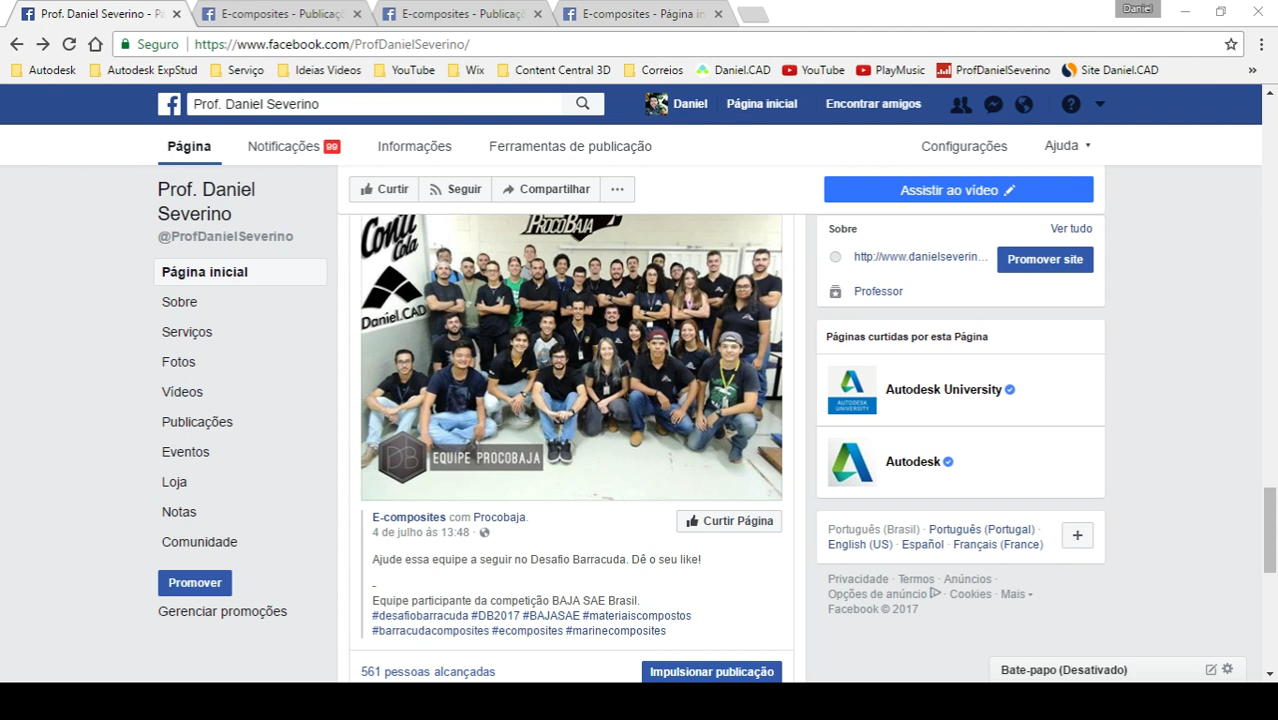 Prof. Daniel Severino - Pá
E-composites - Publicaçõ
E-composites - Publicaçõ
E-composites - Página in
Daniel
Seguro
https://www.facebook.com/ProfDanielSeverino/
Autodesk
Autodesk ExpStud
Serviço
Ideias Videos
YouTube
Wix
Content Central 3D
Correios
Daniel.CAD
YouTube
PlayMusic
ProfDanielSeverino
Site Daniel.CAD
»
Prof. Daniel Severino
Daniel
Página inicial
Encontrar amigos
Página
Notificações 99
Informações
Ferramentas de publicação
Configurações
Ajuda
Prof. Daniel
Severino
@ProfDanielSeverino
Página inicial
Sobre
Serviços
Fotos
Vídeos
Publicações
Eventos
Loja
Notas
Comunidade
Promover
Gerenciar promoções
Curtir
Seguir
Compartilhar
Assistir ao vídeo
PROCOBAJA
Daniel.CAD
DB
EQUIPE PROCOBAJA
E-composites com Procobaja.
4 de julho às 13:48 ·
Curtir Página
Ajude essa equipe a seguir no Desafio Barracuda. Dê o seu like!
-
Equipe participante da competição BAJA SAE Brasil.
#desafiobarracuda #DB2017 #BAJASAE #materiaiscompostos
#barracudacomposites #ecomposites #marinecomposites
561 pessoas alcançadas
Impulsionar publicação
Sobre
Ver tudo
http://www.danielseverin...
Promover site
Professor
Páginas curtidas por esta Página
AUTODESK
UNIVERSITY
Autodesk University
Autodesk
Português (Brasil) · Português (Portugal) ·
English (US) · Español · Français (France)
Privacidade · Termos · Anúncios ·
Opções de anúncio · Cookies · Mais
Facebook © 2017
Bate-papo (Desativado)